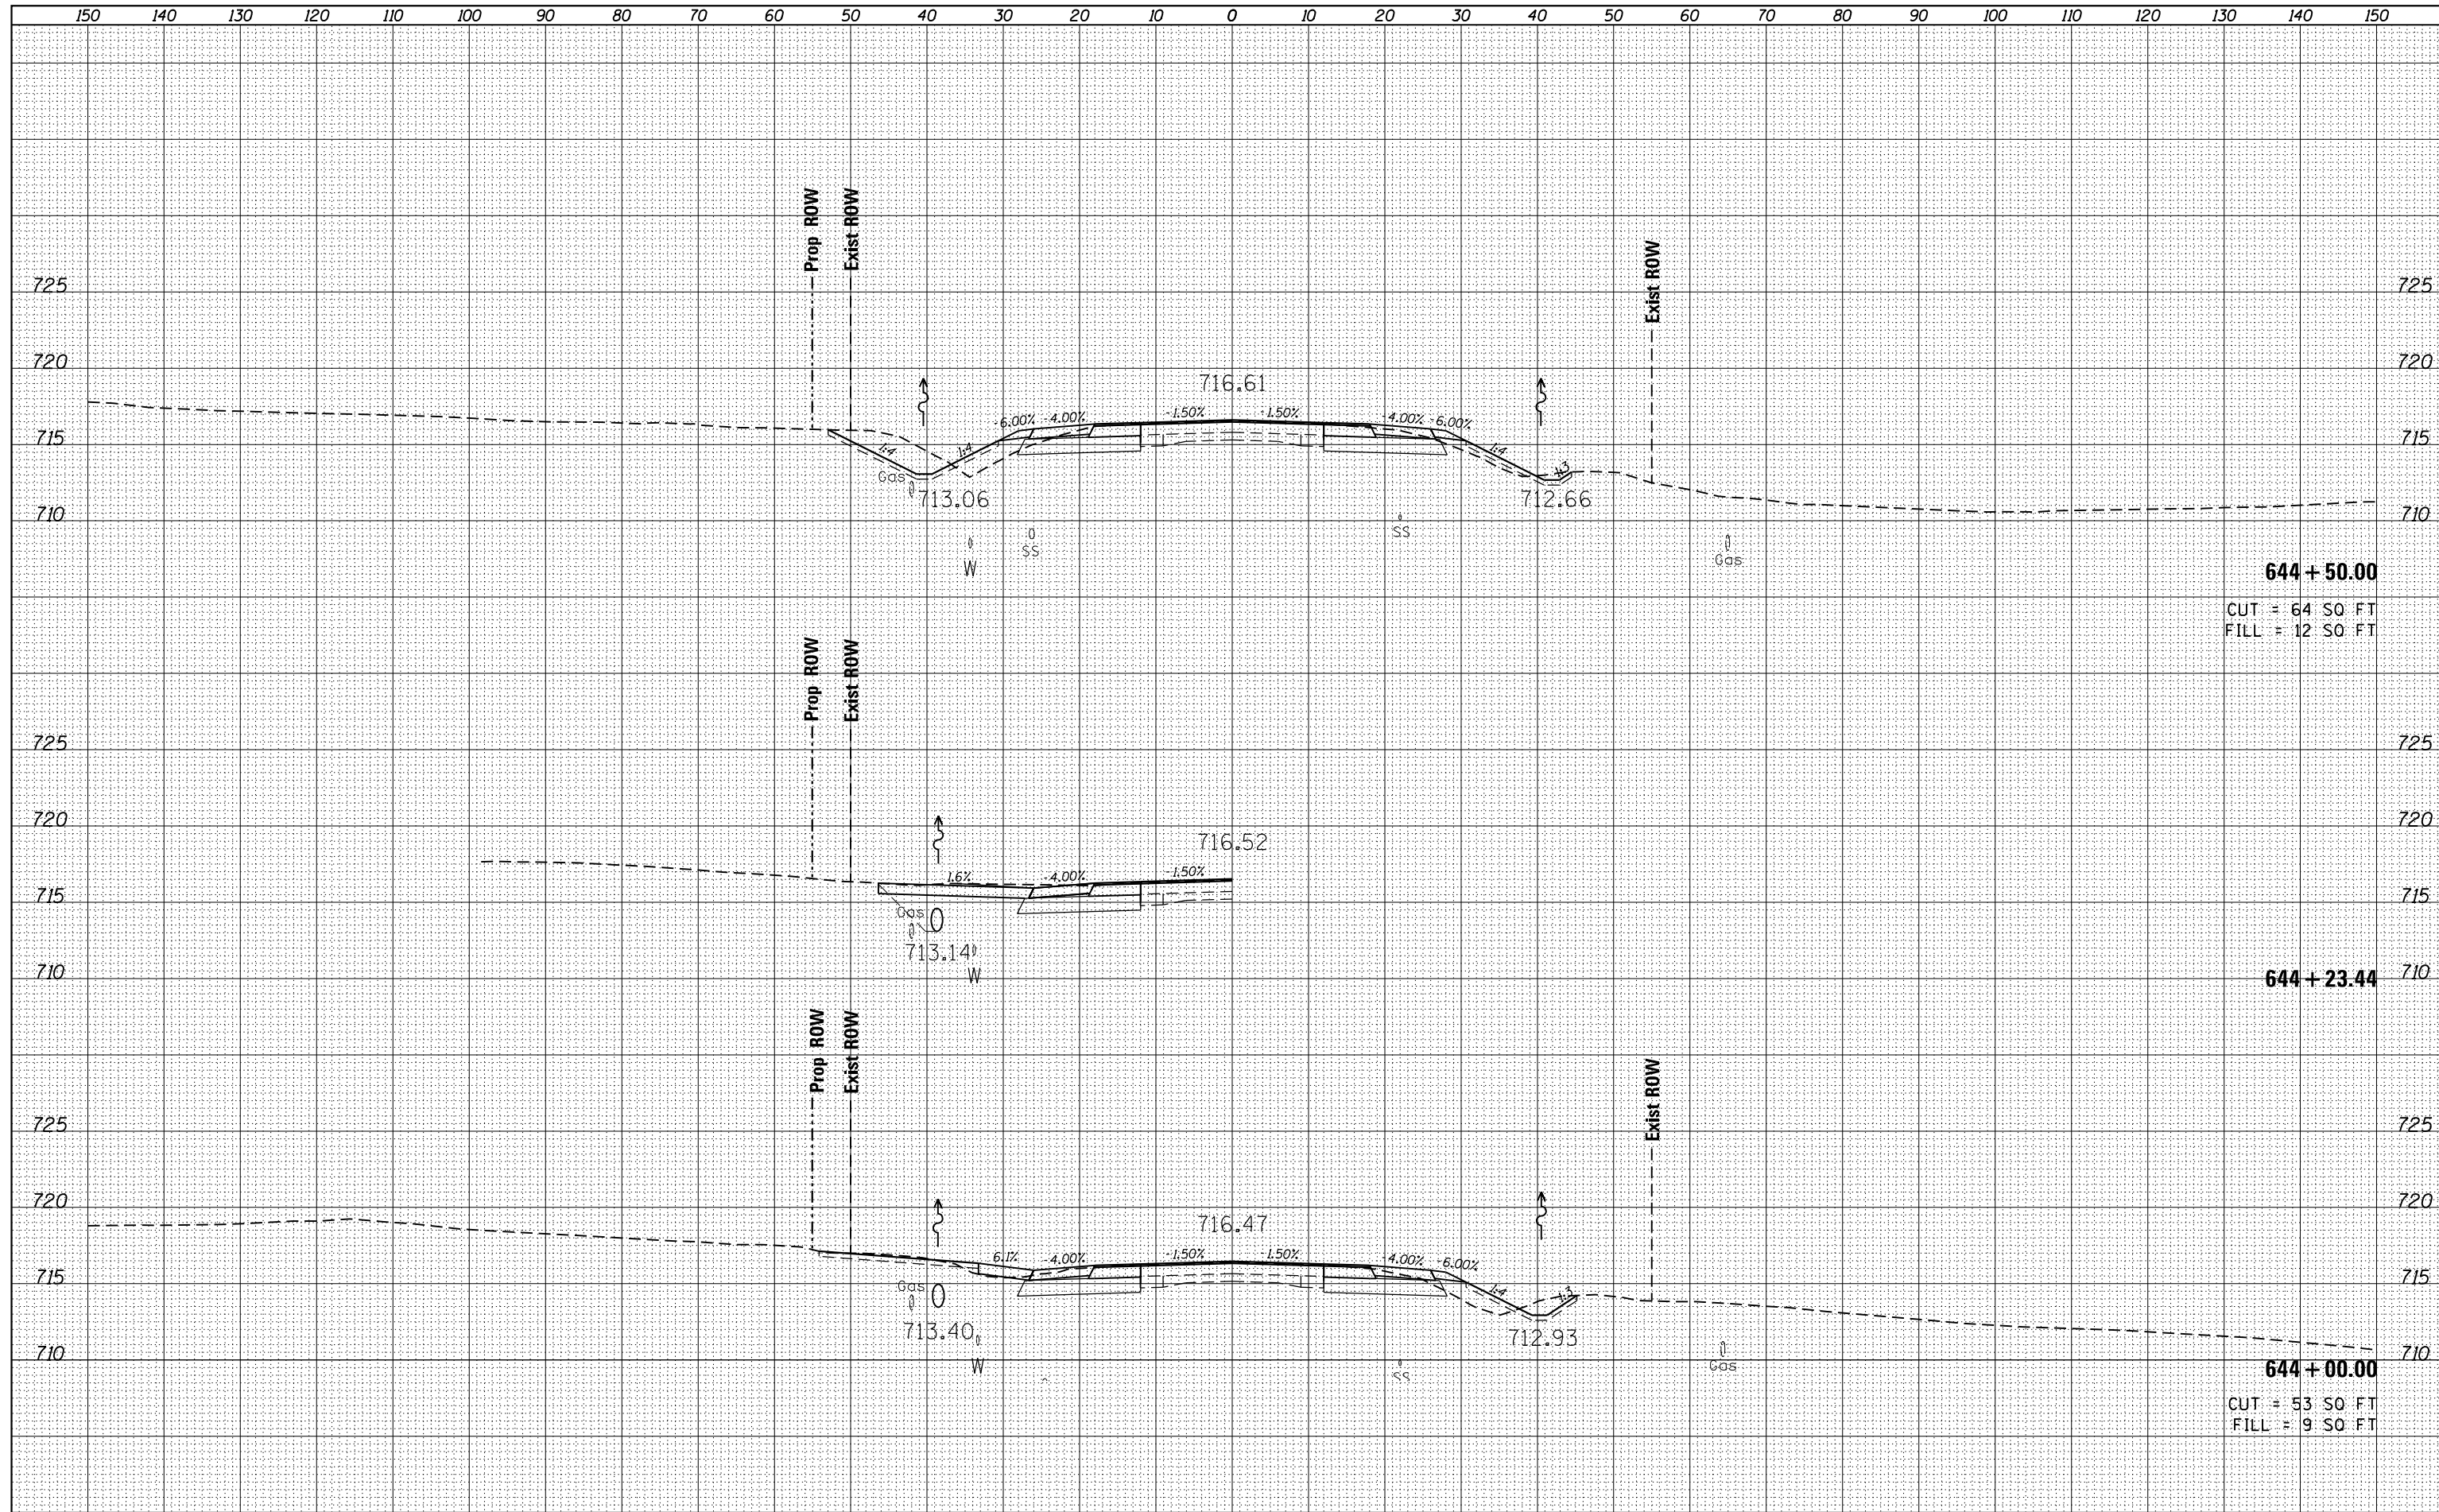 150 140 130 120 110 100 90 80 70 60 50 40 30 20 10 0 10 20 30 40 50 60 70 80 90 100 110 120 130 140 150
Prop ROW
Exist ROW
Exist ROW
725 725
720 720
716.61
6.00% -4.00% -1.50% -1.50% -4.00% -6.00%
715 715
1:4 1:4 1:4 1:3
Gas
713.06 712.66
710 710
SS SS
W Gas
644+50.00
CUT = 64 SQ FT
FILL = 12 SQ FT
Prop ROW
Exist ROW
725 725
720 720
716.52
1.6% -4.00% -1.50%
715 715
Gas
713.14
W
710 644+23.44 710
Prop ROW
Exist ROW
Exist ROW
725 725
720 720
716.47
6.1% -4.00% -1.50% -1.50% -4.00% -6.00%
715 715
Gas 1:4 1:3
713.40 712.93
710 710
W SS Gas
644+00.00
CUT = 53 SQ FT
FILL = 9 SQ FT